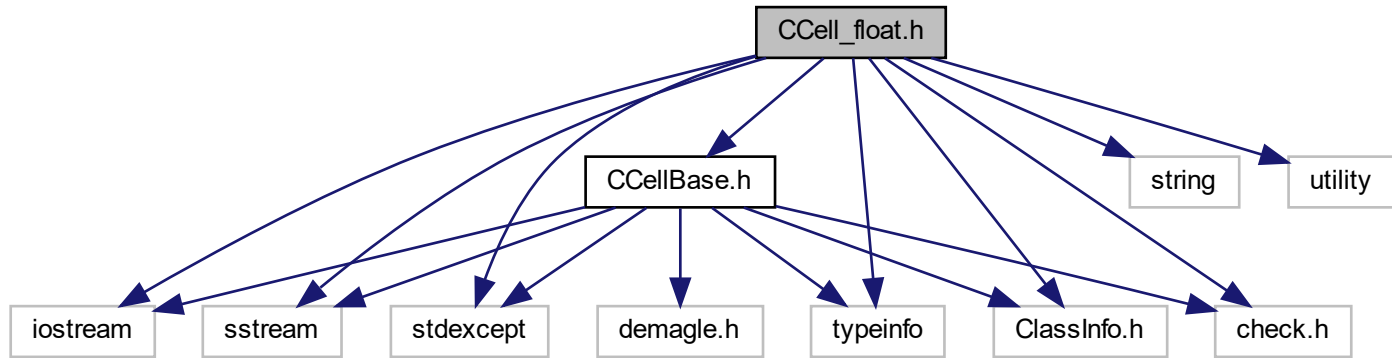 CCell_float.h
CCellBase.h
string
utility
iostream
sstream
stdexcept
demagle.h
typeinfo
ClassInfo.h
check.h